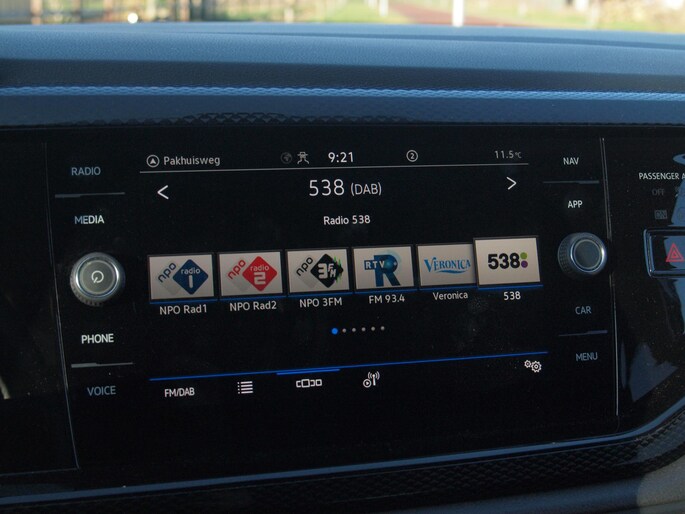 RADIO
MEDIA
PHONE
VOICE
Pakhuisweg
9:21
2
11.5°C
538 (DAB)
Radio 538
npo radio 1
npo radio 2
npo 3FM
RTV R
VERONICA
538
NPO Rad1
NPO Rad2
NPO 3FM
FM 93.4
Veronica
538
FM/DAB
NAV
APP
CAR
MENU
PASSENGER A
OFF